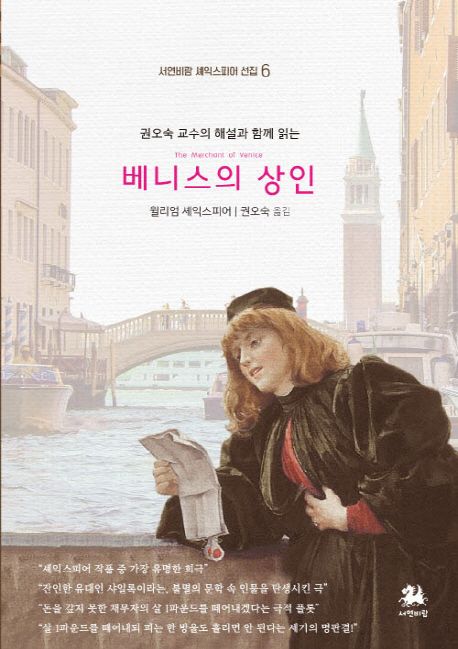 서연비람 셰익스피어 선집 6
권오숙 교수의 해설과 함께 읽는
The Merchant of Venice
베니스의 상인
윌리엄 셰익스피어 | 권오숙 옮김
“셰익스피어 작품 중 가장 유명한 희극”
“잔인한 유대인 샤일록이라는, 불멸의 문학 속 인물을 탄생시킨 극”
“돈을 갚지 못한 채무자의 살 1파운드를 떼어내겠다는 극적 플롯”
“살 1파운드를 떼어내되 피는 한 방울도 흘리면 안 된다는 세기의 명판결!”
서연비람